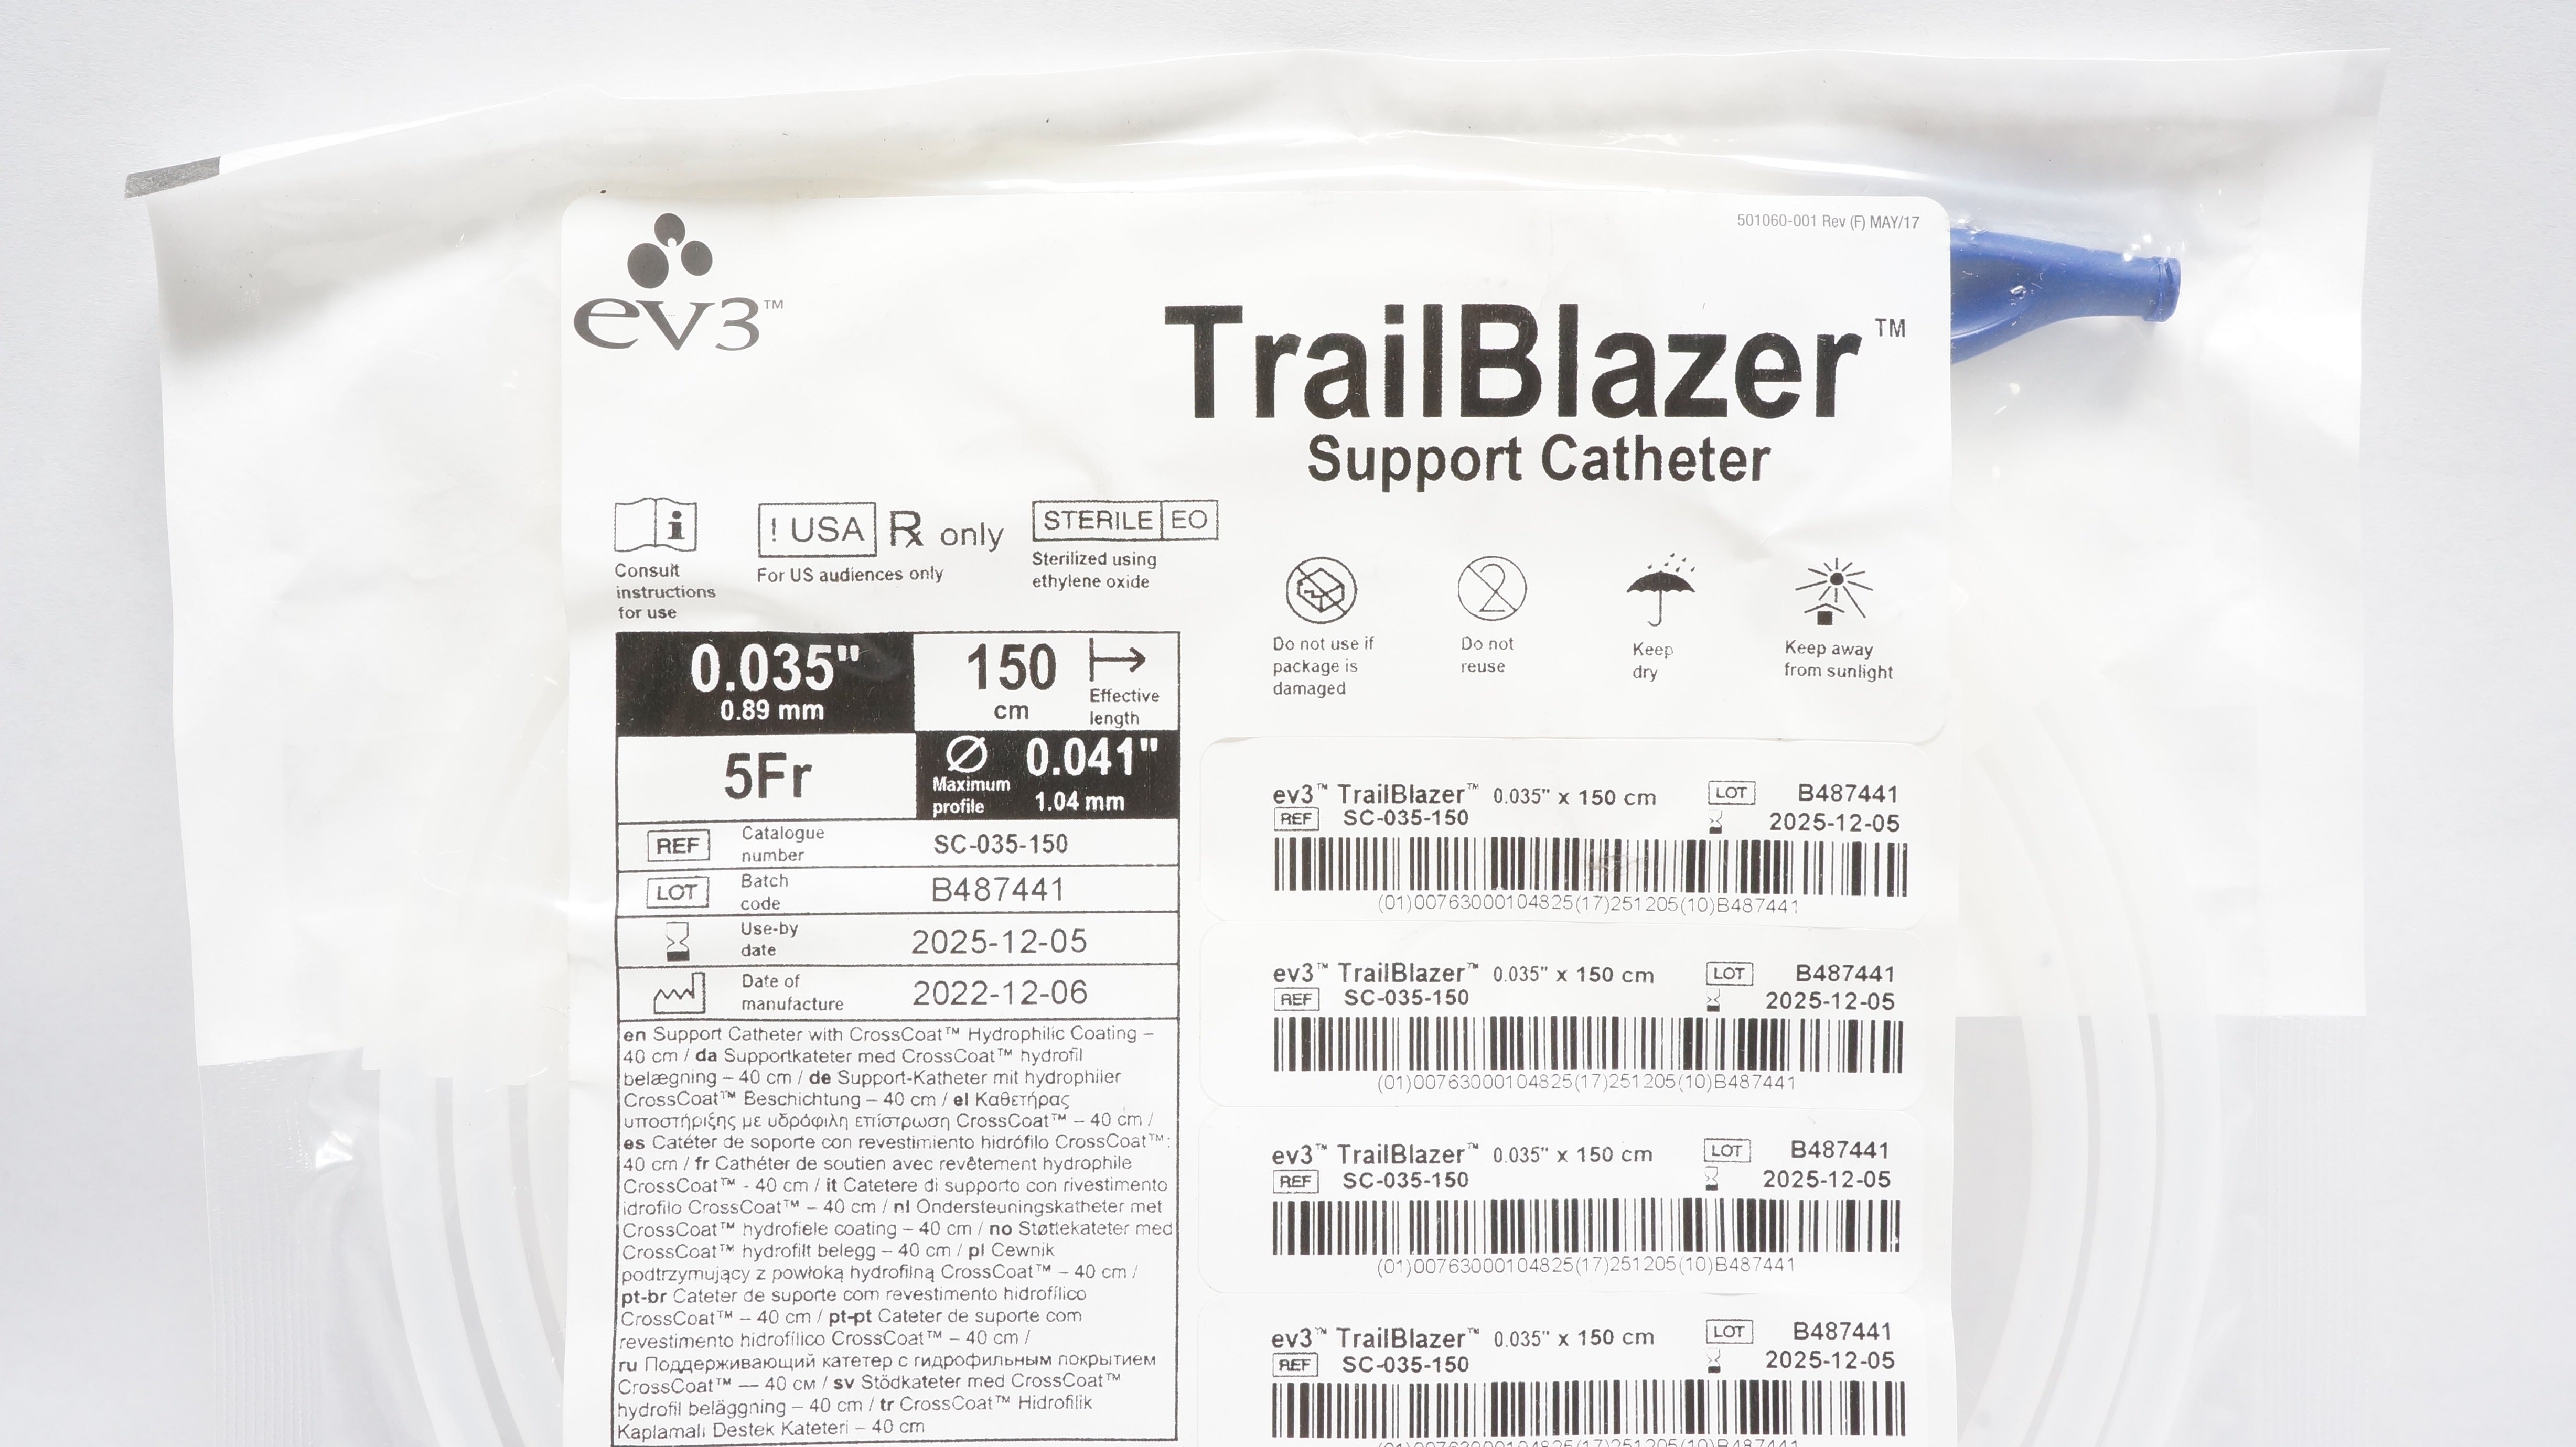 501060-001 Rev (F) MAY/17
ev3™
TrailBlazer™
Support Catheter
Consult
instructions
for use
! USA Rx only
For US audiences only
STERILE EO
Sterilized using
ethylene oxide
Do not use if
package is
damaged
2
Do not
reuse
Keep
dry
Keep away
from sunlight
0.035"
0.89 mm
150
cm
Effective
length
5Fr
Ø 0.041"
Maximum
profile 1.04 mm
REF Catalogue
number SC-035-150
LOT Batch
code B487441
Use-by
date 2025-12-05
Date of
manufacture 2022-12-06
en Support Catheter with CrossCoat™ Hydrophilic Coating –
40 cm / da Supportkateter med CrossCoat™ hydrofil
belægning – 40 cm / de Support-Katheter mit hydrophiler
CrossCoat™ Beschichtung – 40 cm / el Καθετήρας
υποστήριξης με υδρόφιλη επίστρωση CrossCoat™ – 40 cm /
es Catéter de soporte con revestimiento hidrófilo CrossCoat™:
40 cm / fr Cathéter de soutien avec revêtement hydrophile
CrossCoat™ - 40 cm / it Catetere di supporto con rivestimento
idrofilo CrossCoat™ – 40 cm / nl Ondersteuningskatheter met
CrossCoat™ hydrofiele coating – 40 cm / no Støttekateter med
CrossCoat™ hydrofilt belegg – 40 cm / pl Cewnik
podtrzymujący z powłoką hydrofilną CrossCoat™ – 40 cm /
pt-br Cateter de suporte com revestimento hidrofílico
CrossCoat™ – 40 cm / pt-pt Cateter de suporte com
revestimento hidrofílico CrossCoat™ – 40 cm /
ru Поддерживающий катетер с гидрофильным покрытием
CrossCoat™ — 40 см / sv Stödkateter med CrossCoat™
hydrofil beläggning – 40 cm / tr CrossCoat™ Hidrofilik
Kaplamalı Destek Kateteri – 40 cm
ev3™ TrailBlazer™ 0.035" x 150 cm LOT B487441
REF SC-035-150 2025-12-05
(01)00763000104825(17)251205(10)B487441
ev3™ TrailBlazer™ 0.035" x 150 cm LOT B487441
REF SC-035-150 2025-12-05
(01)00763000104825(17)251205(10)B487441
ev3™ TrailBlazer™ 0.035" x 150 cm LOT B487441
REF SC-035-150 2025-12-05
(01)00763000104825(17)251205(10)B487441
ev3™ TrailBlazer™ 0.035" x 150 cm LOT B487441
REF SC-035-150 2025-12-05
(01)00763000104825(17)251205(10)B487441